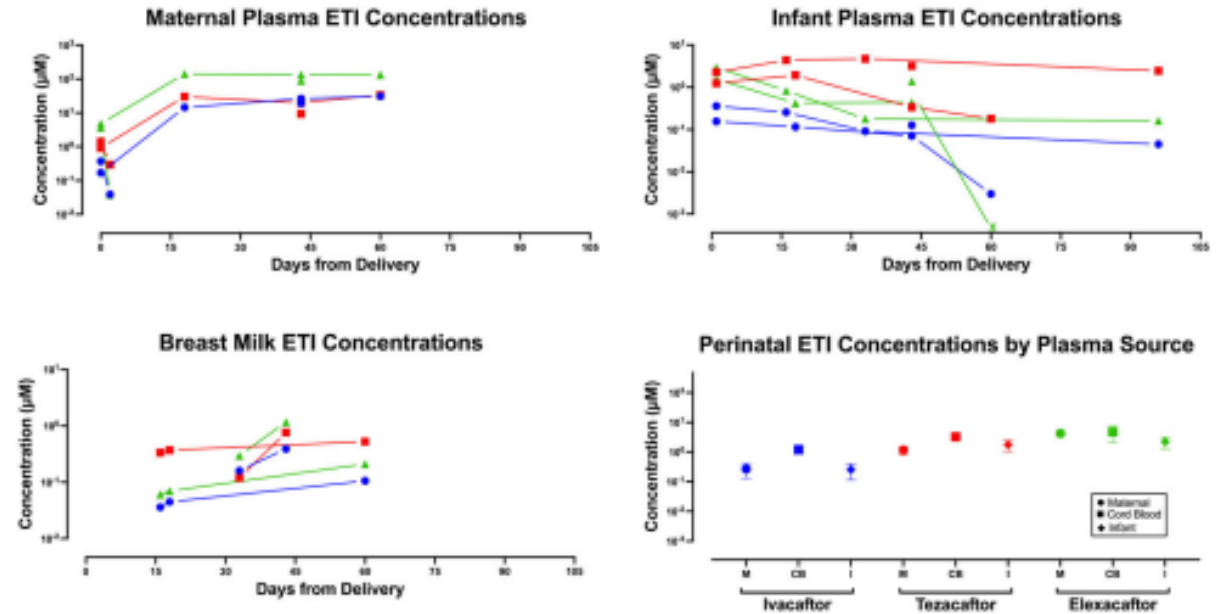 Maternal Plasma ETI Concentrations
Concentration (µM)
0 15 30 45 60 75 90 105
Days from Delivery
Infant Plasma ETI Concentrations
Concentration (µM)
0 15 30 45 60 75 90 105
Days from Delivery
Breast Milk ETI Concentrations
Concentration (µM)
0 15 30 45 60 75 90 105
Days from Delivery
Perinatal ETI Concentrations by Plasma Source
Concentration (µM)
Maternal
Cord Blood
Infant
M CB I M CB I M CB I
Ivacaftor Tezacaftor Elexacaftor